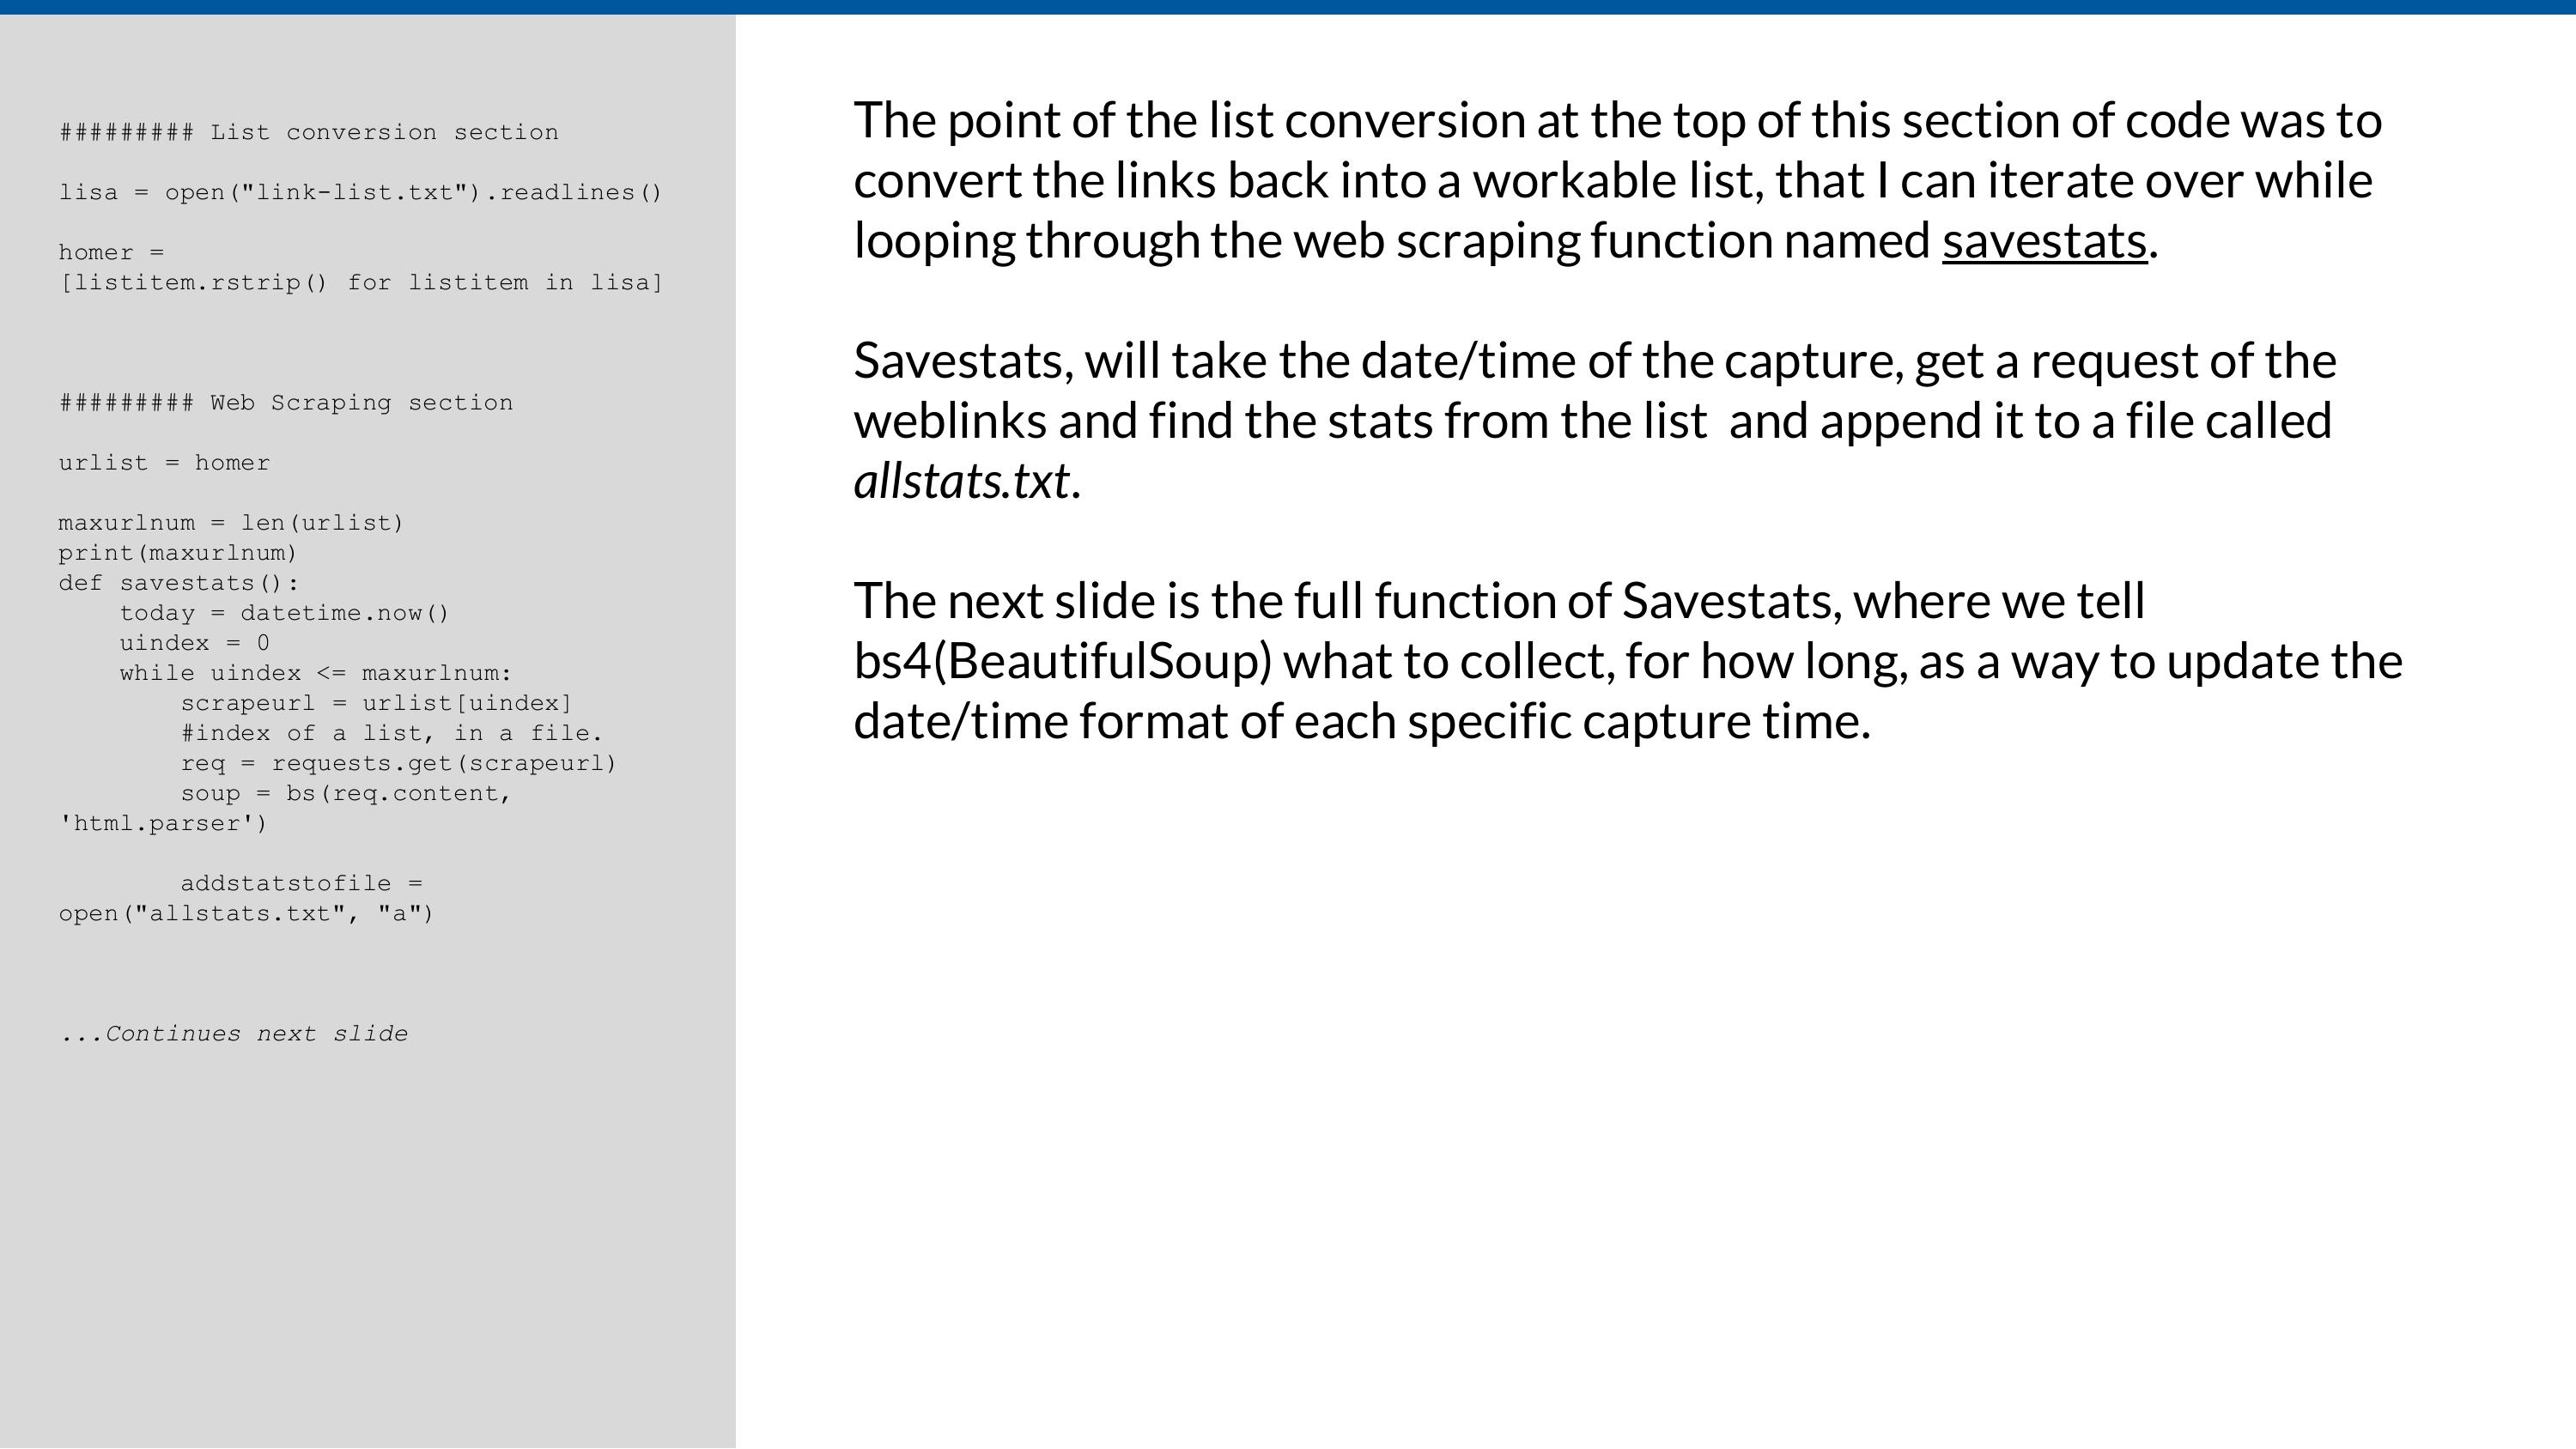 ######### List conversion section
lisa = open("link-list.txt").readlines()
homer =
[listitem.rstrip() for listitem in lisa]
######### Web Scraping section
urlist = homer
maxurlnum = len(urlist)
print(maxurlnum)
def savestats():
    today = datetime.now()
    uindex = 0
    while uindex <= maxurlnum:
        scrapeurl = urlist[uindex]
        #index of a list, in a file.
        req = requests.get(scrapeurl)
        soup = bs(req.content,
'html.parser')
        addstatstofile =
open("allstats.txt", "a")
...Continues next slide
The point of the list conversion at the top of this section of code was to
convert the links back into a workable list, that I can iterate over while
looping through the web scraping function named savestats.
Savestats, will take the date/time of the capture, get a request of the
weblinks and find the stats from the list  and append it to a file called
allstats.txt.
The next slide is the full function of Savestats, where we tell
bs4(BeautifulSoup) what to collect, for how long, as a way to update the
date/time format of each specific capture time.